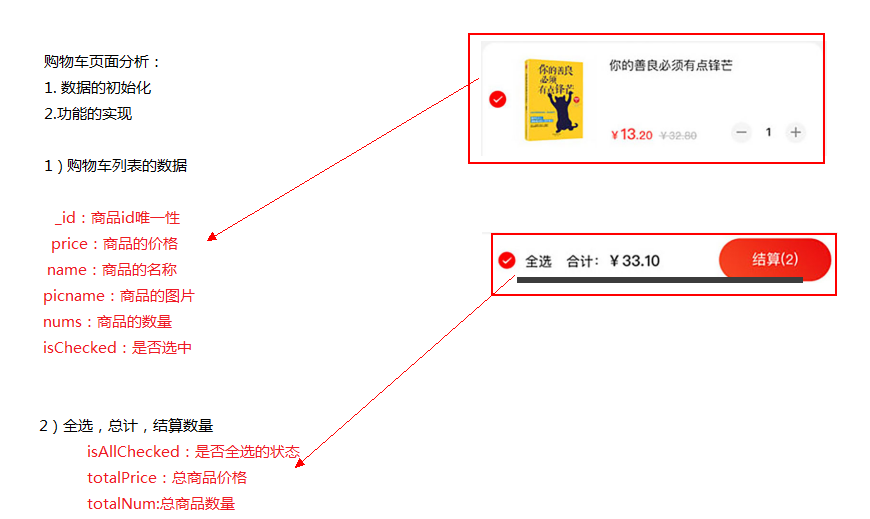 购物车页面分析：
1. 数据的初始化
2.功能的实现
1 ) 购物车列表的数据
_id：商品id唯一性
price：商品的价格
name：商品的名称
picname：商品的图片
nums：商品的数量
isChecked：是否选中
你的善良必须有点锋芒
你的善良
必须
有点锋芒
¥13.20 ¥32.80
1
全选 合计: ¥33.10
结算(2)
2 ) 全选，总计，结算数量
isAllChecked：是否全选的状态
totalPrice：总商品价格
totalNum:总商品数量